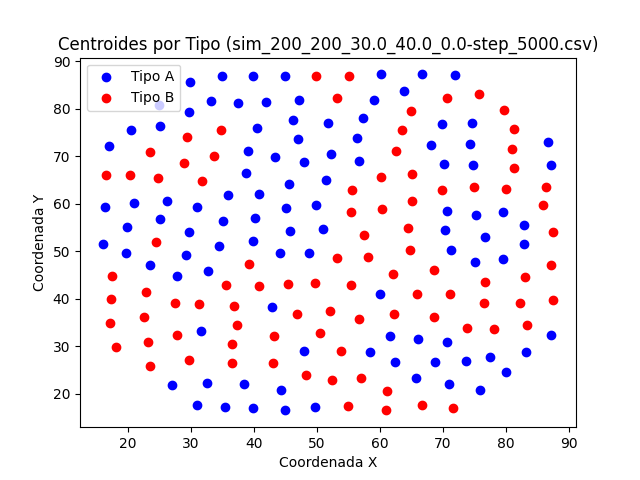 Centroides por Tipo (sim_200_200_30.0_40.0_0.0-step_5000.csv)
Tipo A
Tipo B
90
80
70
60
50
40
30
20
Coordenada Y
20 30 40 50 60 70 80 90
Coordenada X